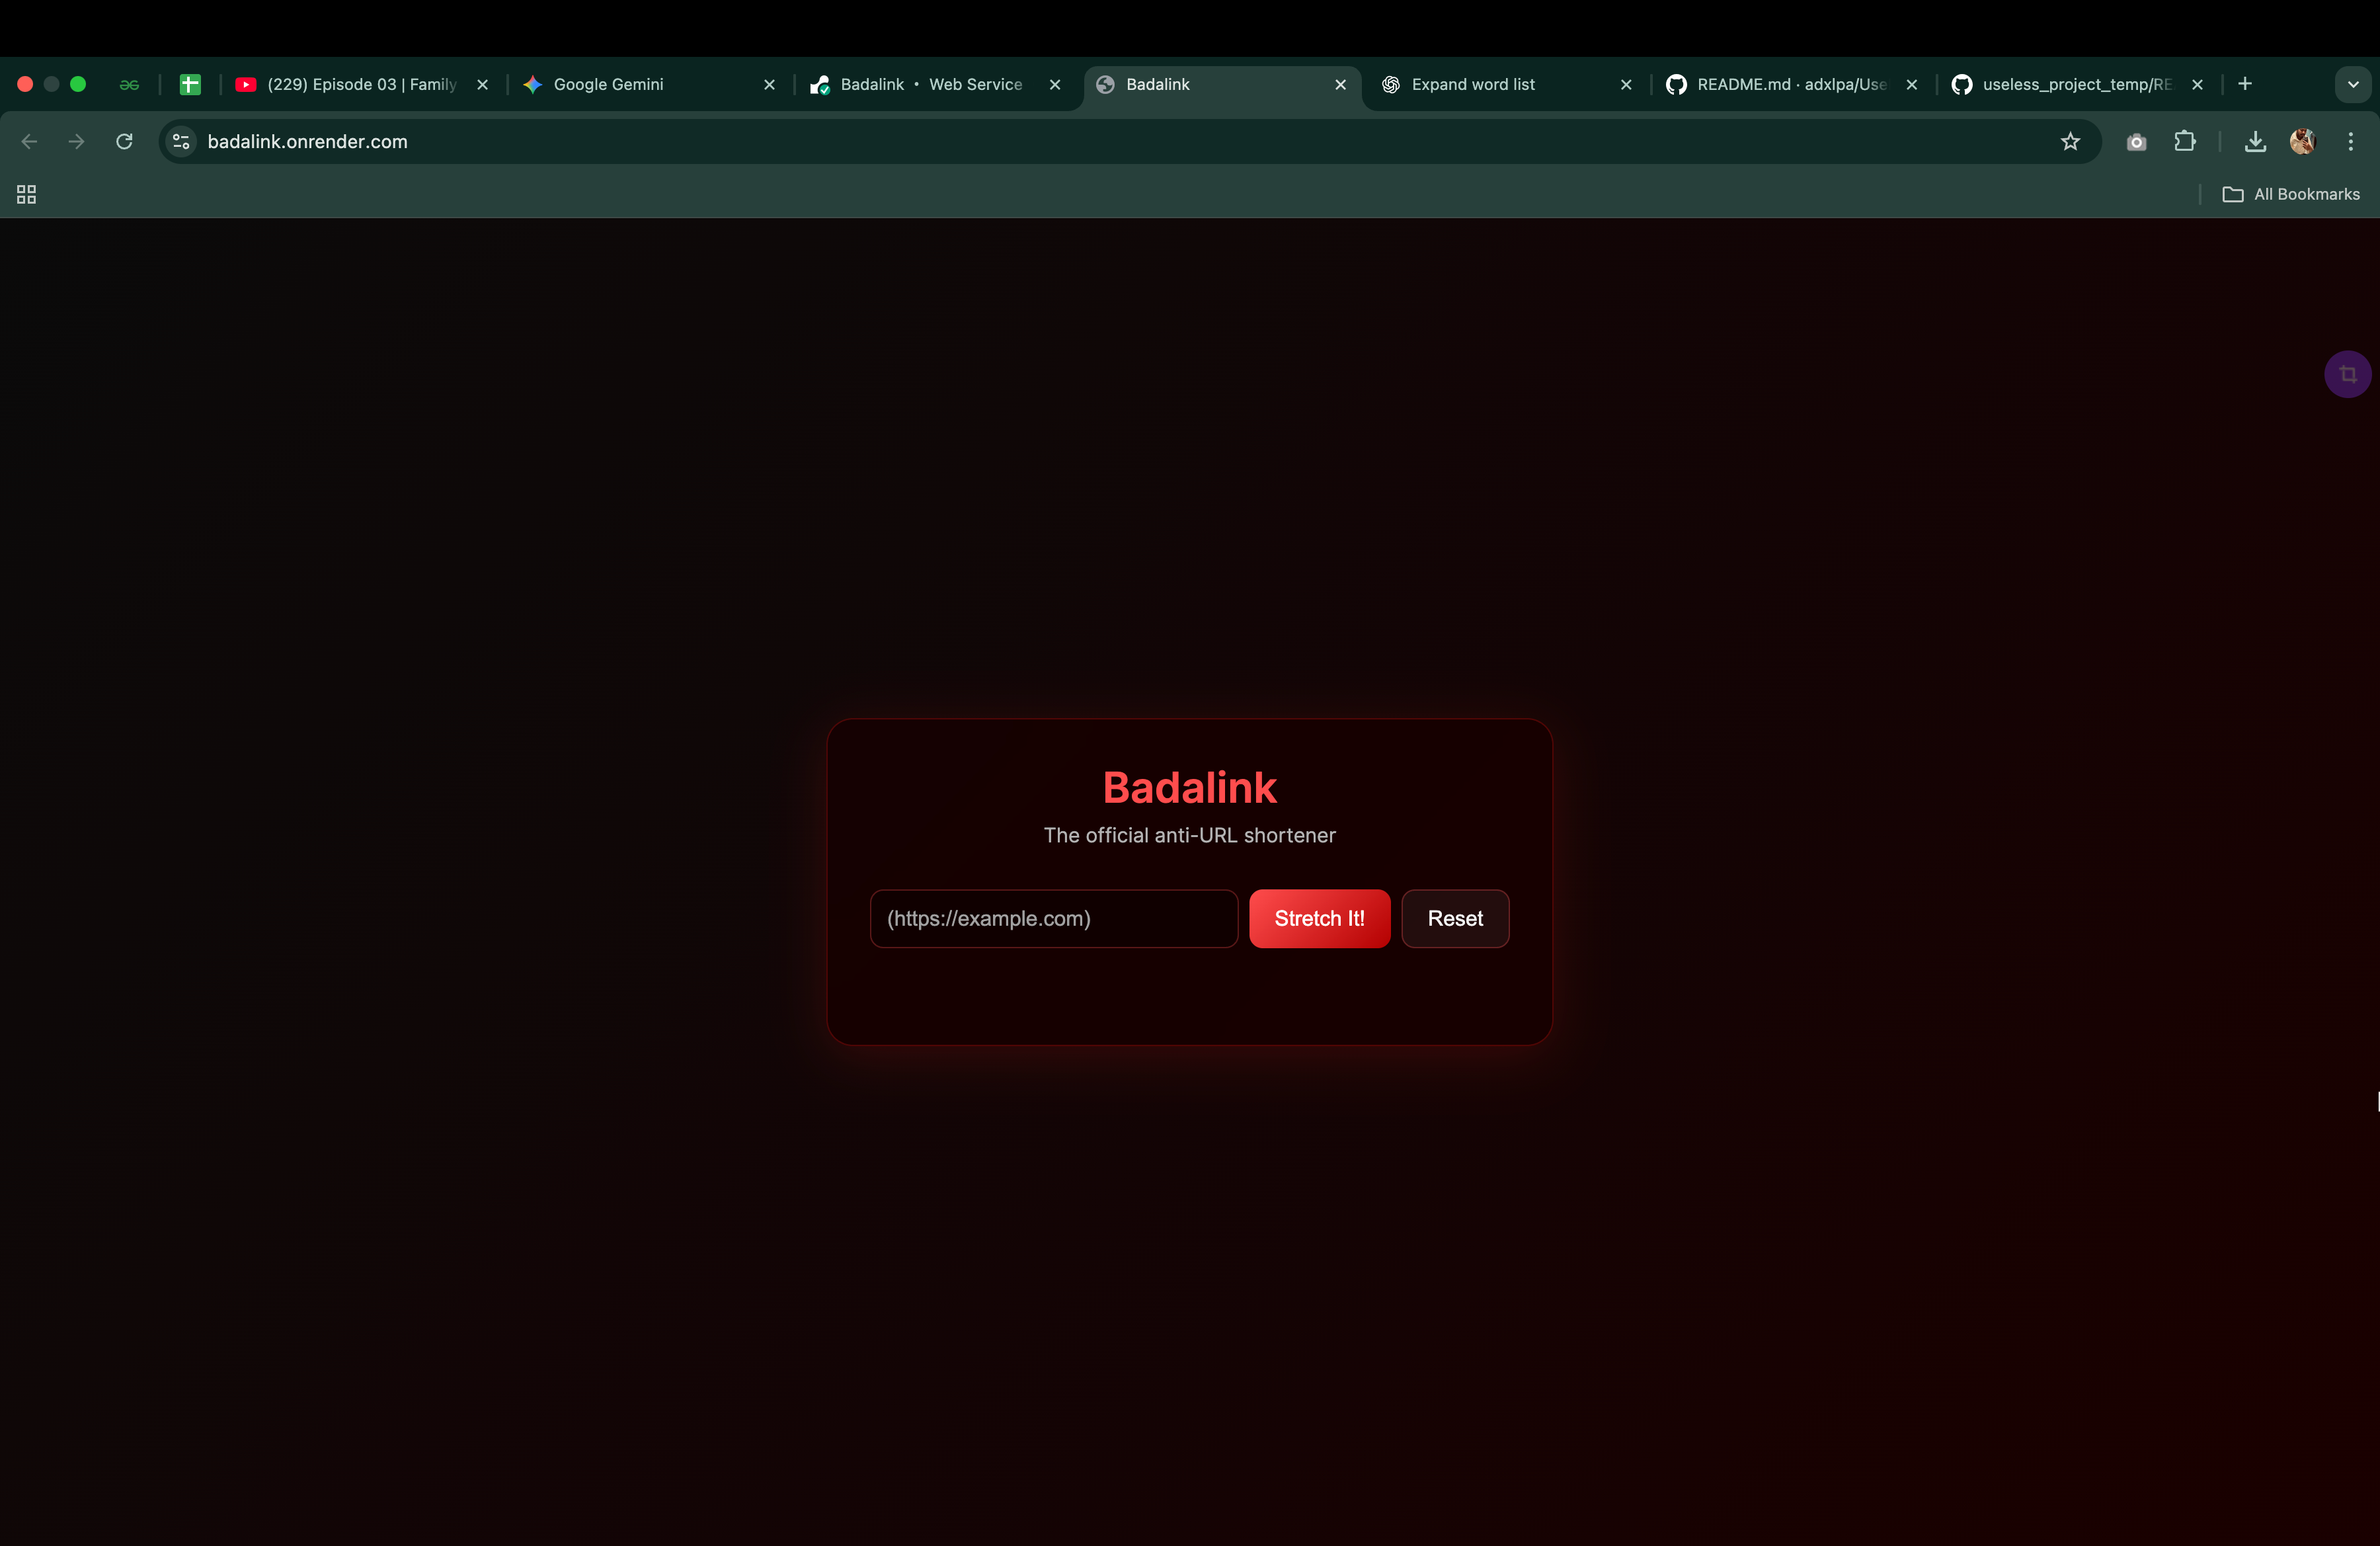 (229) Episode 03 | Family
Google Gemini
Badalink • Web Service
Badalink
Expand word list
README.md · adxlpa/Use
useless_project_temp/RE
badalink.onrender.com
All Bookmarks
Badalink
The official anti-URL shortener
(https://example.com)
Stretch It!
Reset